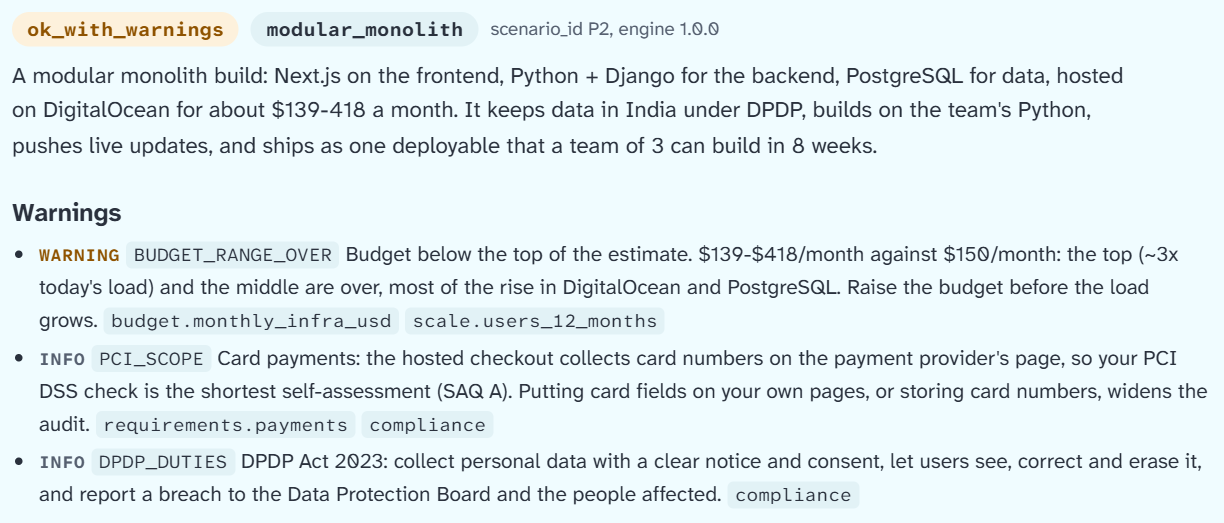 ok_with_warnings modular_monolith scenario_id P2, engine 1.0.0
A modular monolith build: Next.js on the frontend, Python + Django for the backend, PostgreSQL for data, hosted
on DigitalOcean for about $139-418 a month. It keeps data in India under DPDP, builds on the team's Python,
pushes live updates, and ships as one deployable that a team of 3 can build in 8 weeks.
Warnings
• WARNING BUDGET_RANGE_OVER Budget below the top of the estimate. $139-$418/month against $150/month: the top (~3x
today's load) and the middle are over, most of the rise in DigitalOcean and PostgreSQL. Raise the budget before the load
grows. budget.monthly_infra_usd scale.users_12_months
• INFO PCI_SCOPE Card payments: the hosted checkout collects card numbers on the payment provider's page, so your PCI
DSS check is the shortest self-assessment (SAQ A). Putting card fields on your own pages, or storing card numbers, widens the
audit. requirements.payments compliance
• INFO DPDP_DUTIES DPDP Act 2023: collect personal data with a clear notice and consent, let users see, correct and erase it,
and report a breach to the Data Protection Board and the people affected. compliance